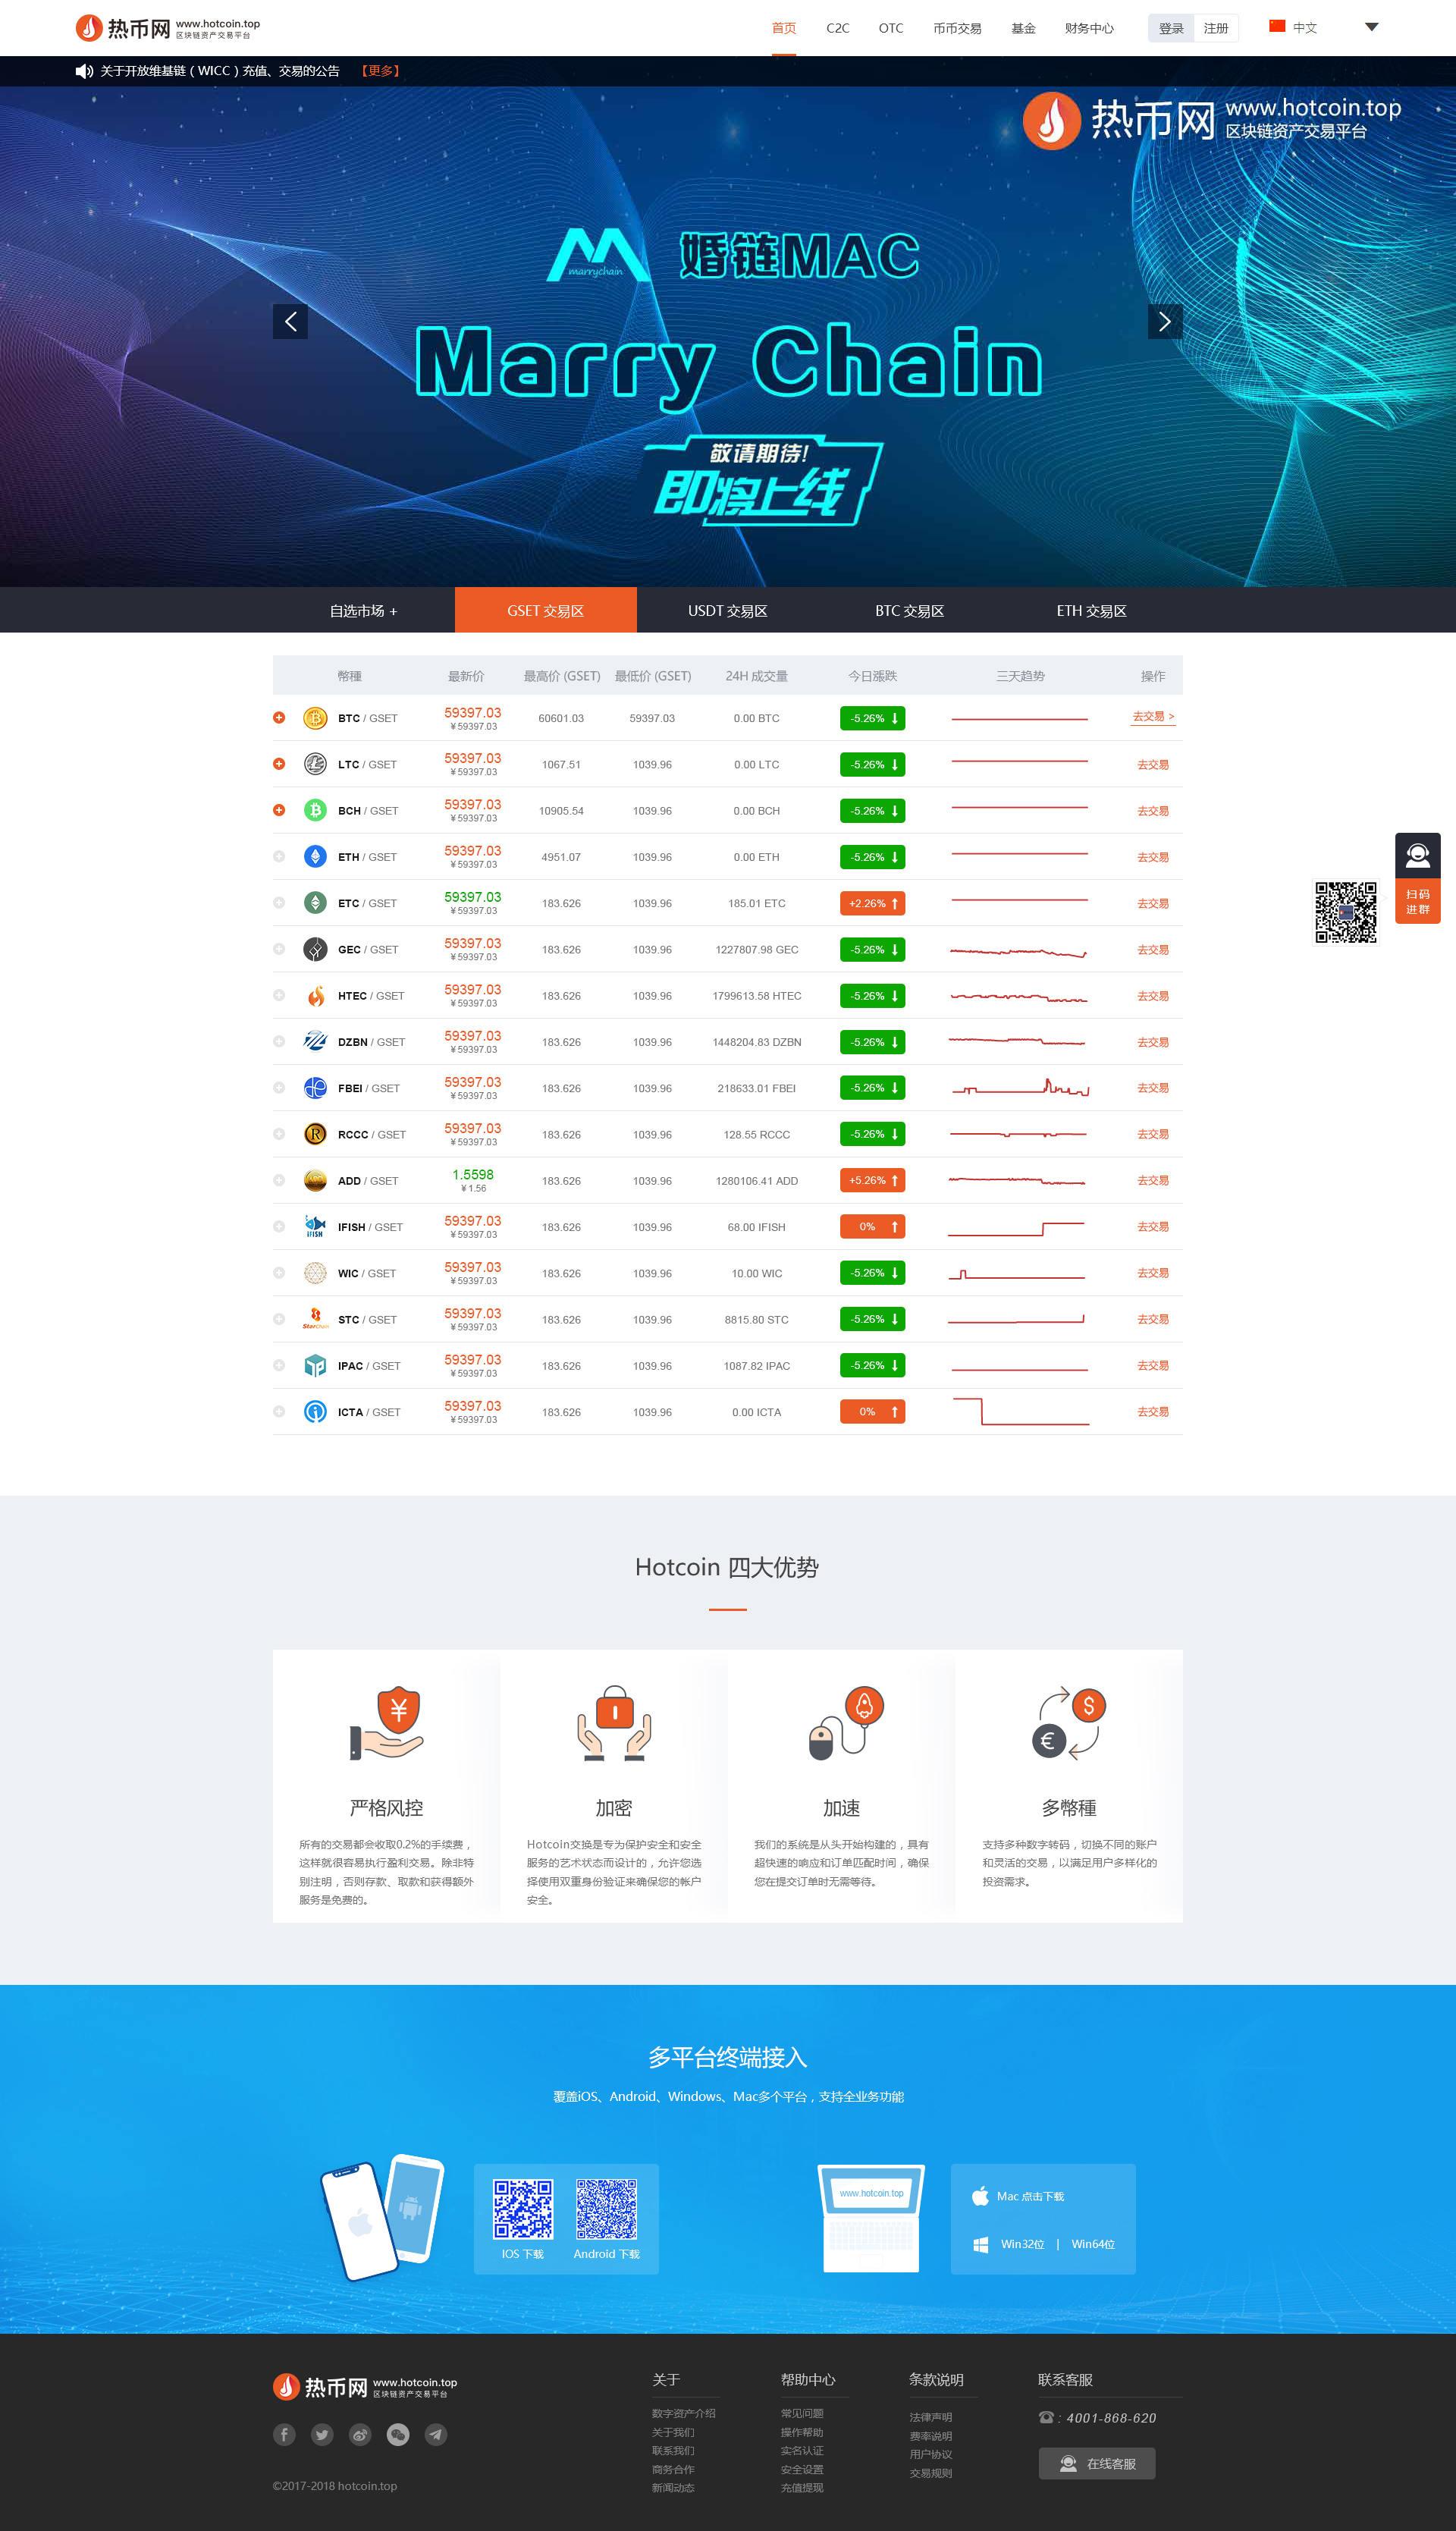 热币网 www.hotcoin.top
区块链资产交易平台
首页 C2C OTC 币币交易 基金 财务中心 登录 注册 中文
关于开放维基链（WICC）充值、交易的公告 【更多】
热币网 www.hotcoin.top
区块链资产交易平台
marrychain 婚链MAC
Marry Chain
敬请期待!
即将上线
自选市场 + GSET 交易区 USDT 交易区 BTC 交易区 ETH 交易区
幣種 最新价 最高价 (GSET) 最低价 (GSET) 24H 成交量 今日漲跌 三天趋势 操作
BTC / GSET 59397.03 ¥59397.03 60601.03 59397.03 0.00 BTC -5.26% 去交易 >
LTC / GSET 59397.03 ¥59397.03 1067.51 1039.96 0.00 LTC -5.26% 去交易
BCH / GSET 59397.03 ¥59397.03 10905.54 1039.96 0.00 BCH -5.26% 去交易
ETH / GSET 59397.03 ¥59397.03 4951.07 1039.96 0.00 ETH -5.26% 去交易
ETC / GSET 59397.03 ¥59397.03 183.626 1039.96 185.01 ETC +2.26% 去交易
GEC / GSET 59397.03 ¥59397.03 183.626 1039.96 1227807.98 GEC -5.26% 去交易
HTEC / GSET 59397.03 ¥59397.03 183.626 1039.96 1799613.58 HTEC -5.26% 去交易
DZBN / GSET 59397.03 ¥59397.03 183.626 1039.96 1448204.83 DZBN -5.26% 去交易
FBEI / GSET 59397.03 ¥59397.03 183.626 1039.96 218633.01 FBEI -5.26% 去交易
RCCC / GSET 59397.03 ¥59397.03 183.626 1039.96 128.55 RCCC -5.26% 去交易
ADD / GSET 1.5598 ¥1.56 183.626 1039.96 1280106.41 ADD +5.26% 去交易
IFISH IFISH / GSET 59397.03 ¥59397.03 183.626 1039.96 68.00 IFISH 0% 去交易
WIC / GSET 59397.03 ¥59397.03 183.626 1039.96 10.00 WIC -5.26% 去交易
StarChain STC / GSET 59397.03 ¥59397.03 183.626 1039.96 8815.80 STC -5.26% 去交易
IPAC / GSET 59397.03 ¥59397.03 183.626 1039.96 1087.82 IPAC -5.26% 去交易
ICTA / GSET 59397.03 ¥59397.03 183.626 1039.96 0.00 ICTA 0% 去交易
扫码
进群
Hotcoin 四大优势
严格风控
所有的交易都会收取0.2%的手续费，
这样就很容易执行盈利交易。除非特
别注明，否则存款、取款和获得额外
服务是免费的。
加密
Hotcoin交换是专为保护安全和安全
服务的艺术状态而设计的，允许您选
择使用双重身份验证来确保您的帐户
安全。
加速
我们的系统是从头开始构建的，具有
超快速的响应和订单匹配时间，确保
您在提交订单时无需等待。
多幣種
支持多种数字转码，切换不同的账户
和灵活的交易，以满足用户多样化的
投资需求。
多平台终端接入
覆盖iOS、Android、Windows、Mac多个平台，支持全业务功能
IOS 下载 Android 下载
www.hotcoin.top
Mac 点击下载
Win32位 | Win64位
热币网 www.hotcoin.top
区块链资产交易平台
©2017-2018 hotcoin.top
关于
数字资产介绍
关于我们
联系我们
商务合作
新闻动态
帮助中心
常见问题
操作帮助
实名认证
安全设置
充值提现
条款说明
法律声明
费率说明
用户协议
交易规则
联系客服
: 4001-868-620
在线客服